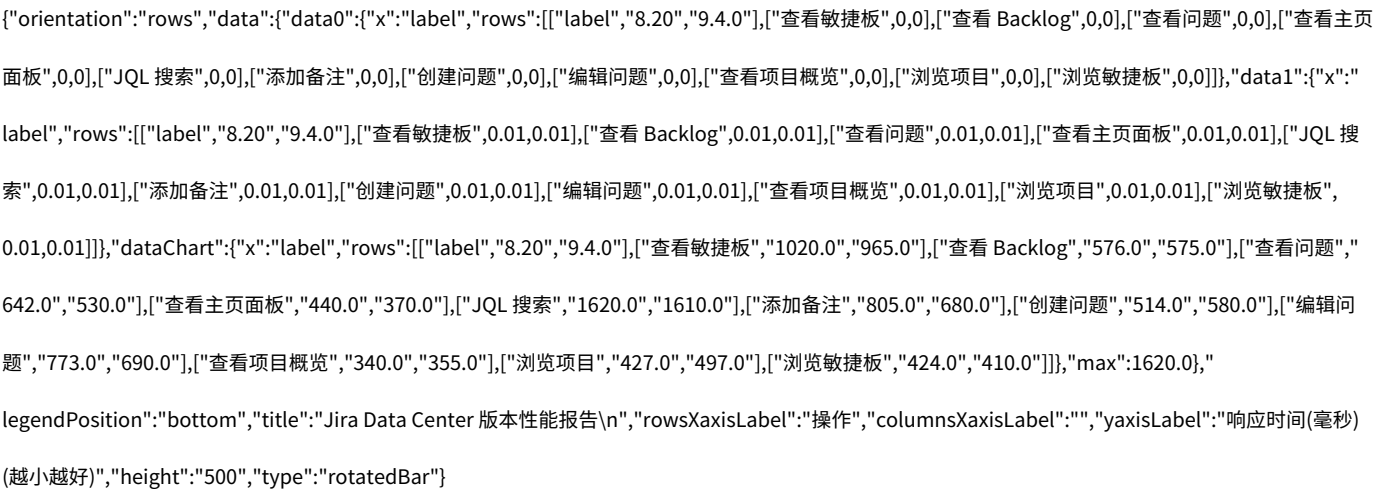 {"orientation":"rows","data":{"data0":{"x":"label","rows":[["label","8.20","9.4.0"],["查看敏捷板",0,0],["查看 Backlog",0,0],["查看问题",0,0],["查看主页
面板",0,0],["JQL 搜索",0,0],["添加备注",0,0],["创建问题",0,0],["编辑问题",0,0],["查看项目概览",0,0],["浏览项目",0,0],["浏览敏捷板",0,0]]},"data1":{"x":"
label","rows":[["label","8.20","9.4.0"],["查看敏捷板",0.01,0.01],["查看 Backlog",0.01,0.01],["查看问题",0.01,0.01],["查看主页面板",0.01,0.01],["JQL 搜
索",0.01,0.01],["添加备注",0.01,0.01],["创建问题",0.01,0.01],["编辑问题",0.01,0.01],["查看项目概览",0.01,0.01],["浏览项目",0.01,0.01],["浏览敏捷板",
0.01,0.01]]},"dataChart":{"x":"label","rows":[["label","8.20","9.4.0"],["查看敏捷板","1020.0","965.0"],["查看 Backlog","576.0","575.0"],["查看问题","
642.0","530.0"],["查看主页面板","440.0","370.0"],["JQL 搜索","1620.0","1610.0"],["添加备注","805.0","680.0"],["创建问题","514.0","580.0"],["编辑问
题","773.0","690.0"],["查看项目概览","340.0","355.0"],["浏览项目","427.0","497.0"],["浏览敏捷板","424.0","410.0"]]},"max":1620.0},"
legendPosition":"bottom","title":"Jira Data Center 版本性能报告\n","rowsXaxisLabel":"操作","columnsXaxisLabel":"","yaxisLabel":"响应时间(毫秒)
(越小越好)","height":"500","type":"rotatedBar"}